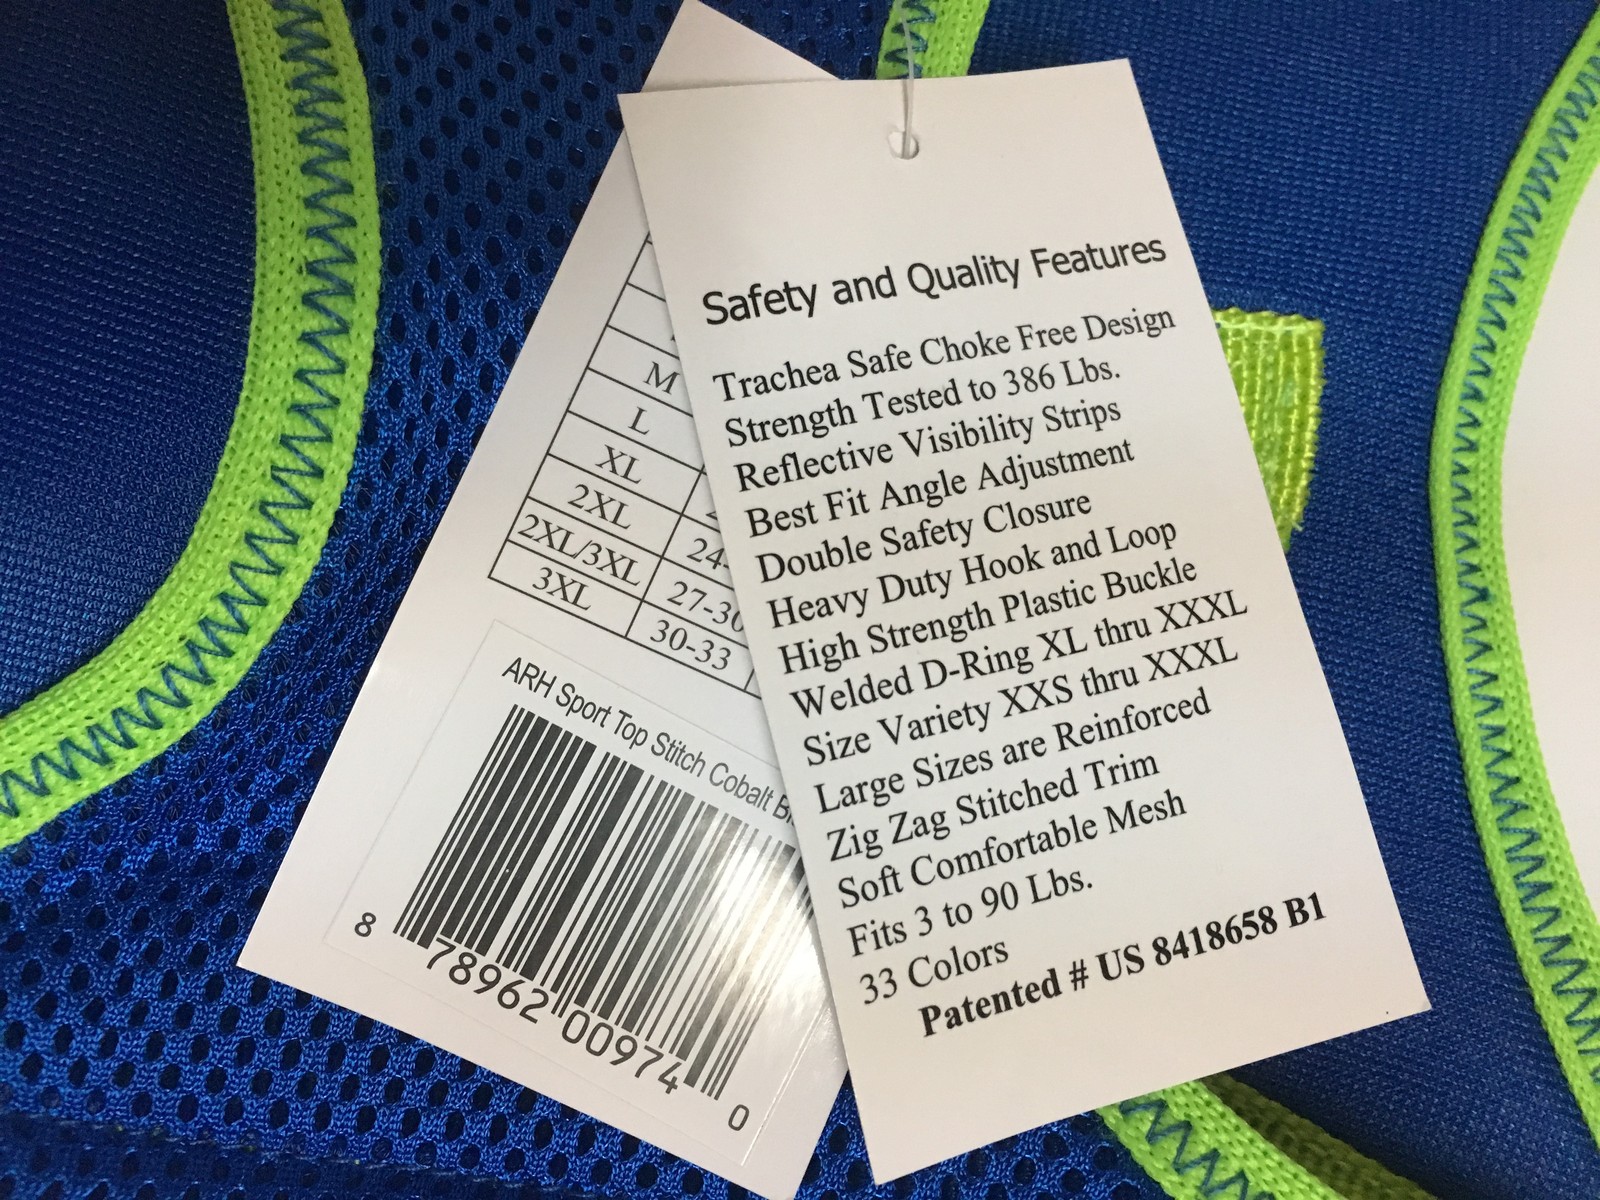 Safety and Quality Features
Trachea Safe Choke Free Design
Strength Tested to 386 Lbs.
Reflective Visibility Strips
Best Fit Angle Adjustment
Double Safety Closure
Heavy Duty Hook and Loop
High Strength Plastic Buckle
Welded D-Ring XL thru XXXL
Size Variety XXS thru XXXL
Large Sizes are Reinforced
Zig Zag Stitched Trim
Soft Comfortable Mesh
Fits 3 to 90 Lbs.
33 Colors
Patented # US 8418658 B1
M
L
XL
2XL 24-
2XL/3XL 27-30
3XL 30-33
ARH Sport Top Stitch Cobalt
8 78962 00974 0